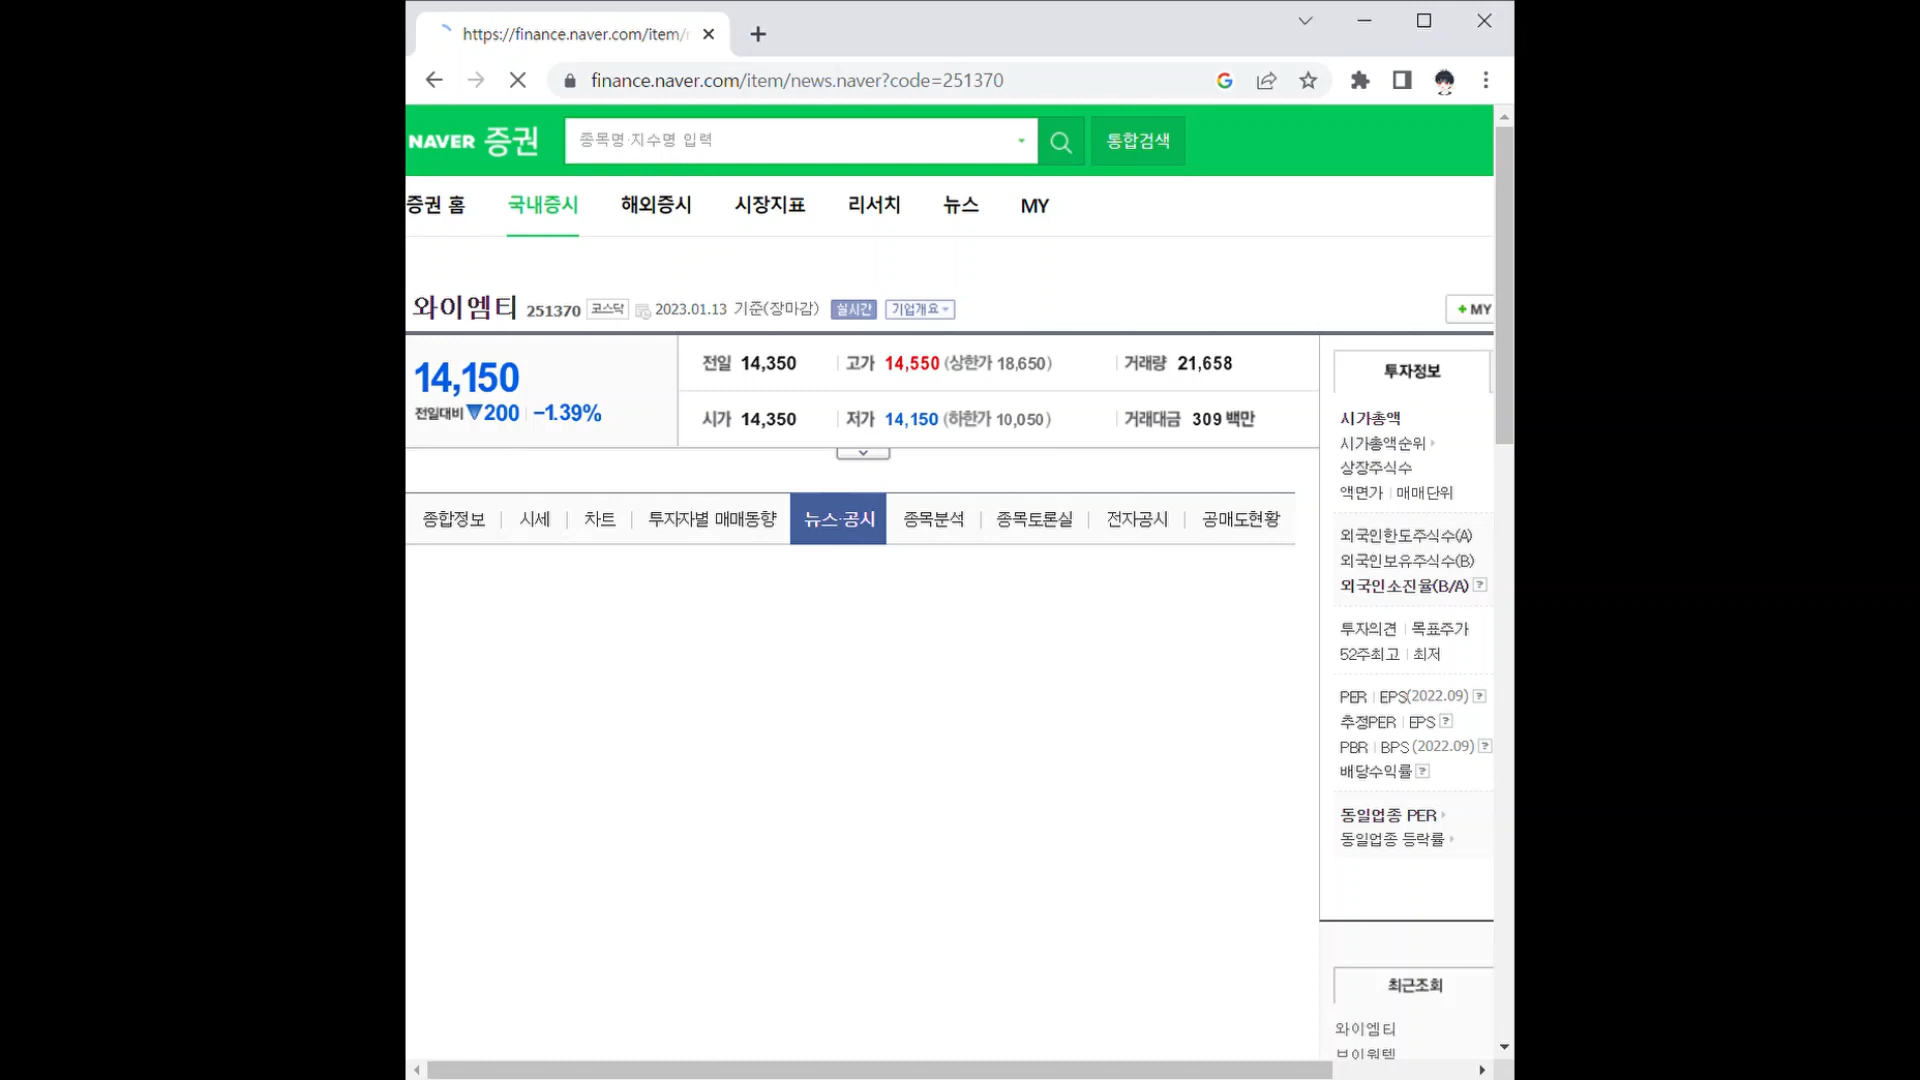 https://finance.naver.com/item/
finance.naver.com/item/news.naver?code=251370
NAVER 증권 종목명·지수명 입력 통합검색
증권 홈 국내증시 해외증시 시장지표 리서치 뉴스 MY
와이엠티 251370 코스닥 2023.01.13 기준(장마감) 실시간 기업개요 + MY
14,150
전일대비 ▼200 -1.39%
전일 14,350 고가 14,550 (상한가 18,650) 거래량 21,658
시가 14,350 저가 14,150 (하한가 10,050) 거래대금 309 백만
종합정보 시세 차트 투자자별 매매동향 뉴스·공시 종목분석 종목토론실 전자공시 공매도현황
투자정보
시가총액
시가총액순위
상장주식수
액면가 매매단위
외국인한도주식수(A)
외국인보유주식수(B)
외국인소진율(B/A) ?
투자의견 목표주가
52주최고 최저
PER EPS(2022.09) ?
추정PER EPS ?
PBR BPS (2022.09) ?
배당수익률 ?
동일업종 PER
동일업종 등락률
최근조회
와이엠티